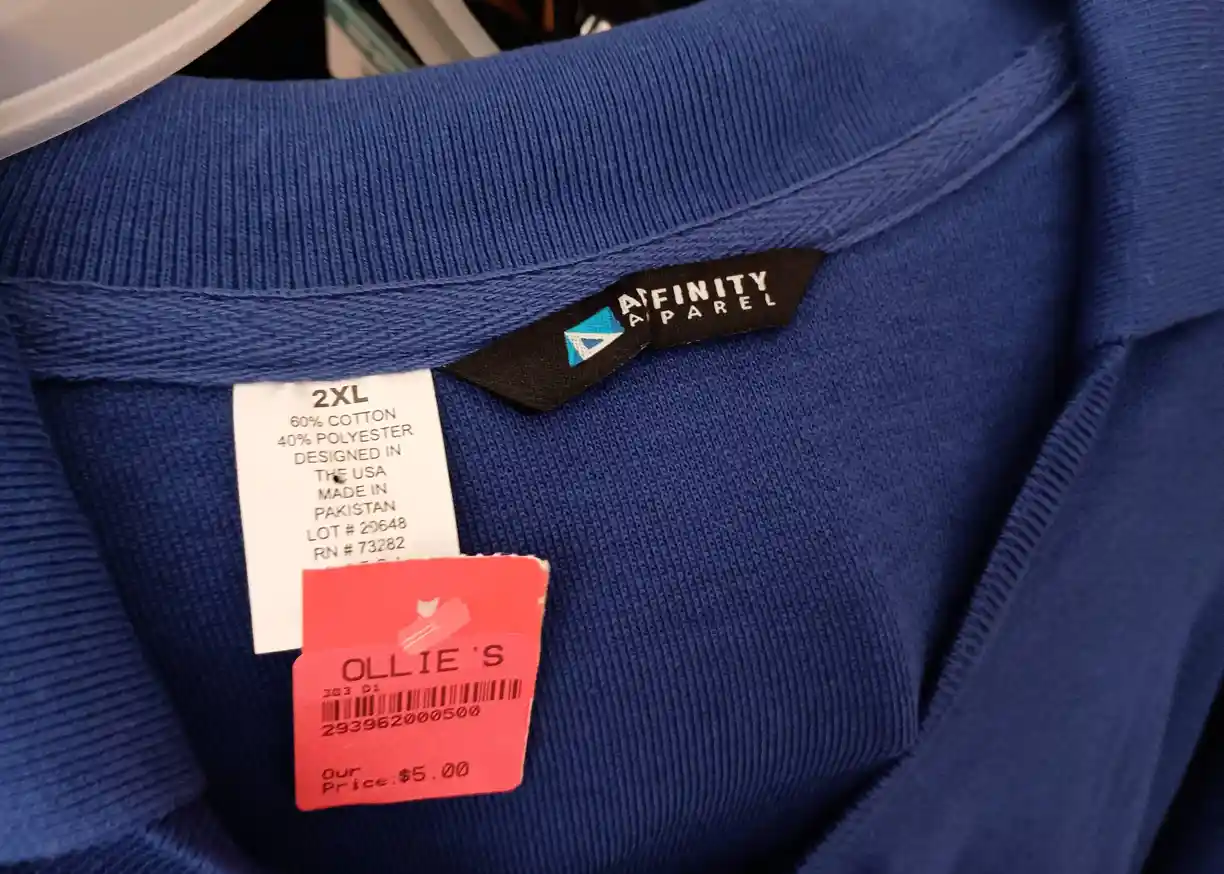 AFFINITY
APPAREL
2XL
60% COTTON
40% POLYESTER
DESIGNED IN
THE USA
MADE IN
PAKISTAN
LOT # 29648
RN # 73282
OLLIE'S
303 D1
293962000500
Our
Price:$5.00